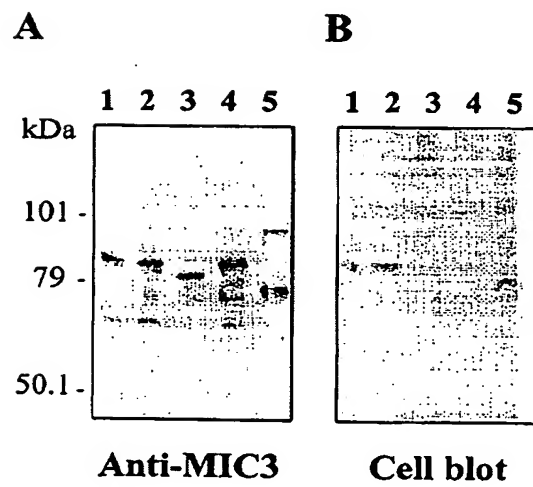 A
B
1 2 3 4 5
1 2 3 4 5
kDa
101 -
79 -
50.1 -
Anti-MIC3
Cell blot